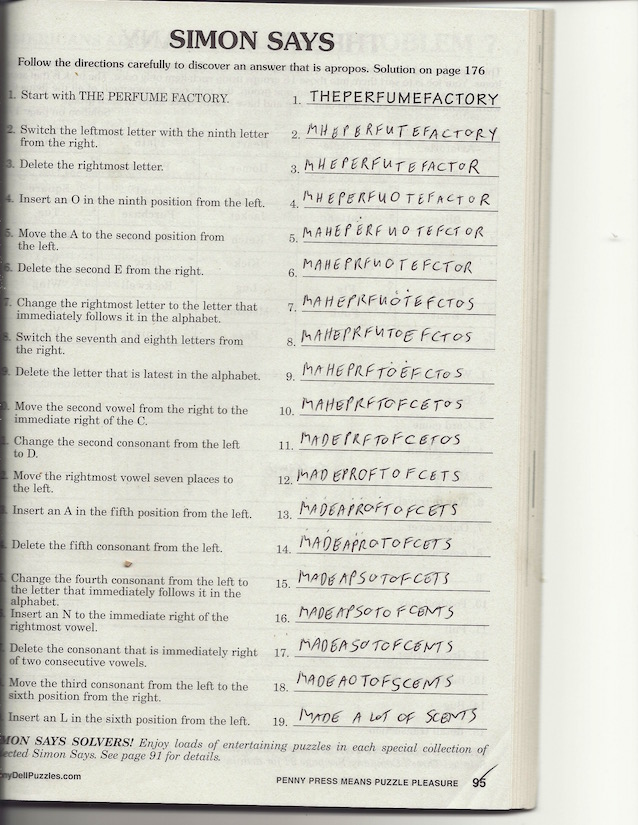 SIMON SAYS
Follow the directions carefully to discover an answer that is apropos. Solution on page 176
1. Start with THE PERFUME FACTORY.
1. THEPERFUMEFACTORY
2. Switch the leftmost letter with the ninth letter
from the right.
2. MHEPERFUTEFACTORY
3. Delete the rightmost letter.
3. MHEPERFUTEFACTOR
4. Insert an O in the ninth position from the left.
4. MHEPERFUOTEFACTOR
5. Move the A to the second position from
the left.
5. MAHEPERFUOTEFCTOR
6. Delete the second E from the right.
6. MAHEPRFUOTEFCTOR
7. Change the rightmost letter to the letter that
immediately follows it in the alphabet.
7. MAHEPRFUOTEFCTOS
8. Switch the seventh and eighth letters from
the right.
8. MAHEPRFUTOEFCTOS
9. Delete the letter that is latest in the alphabet.
9. MAHEPRFTOEFCTOS
Move the second vowel from the right to the
immediate right of the C.
10. MAHEPRFTOFCETOS
Change the second consonant from the left
to D.
11. MADEPRFTOFCETOS
Move the rightmost vowel seven places to
the left.
12. MADEPROFTOFCETS
Insert an A in the fifth position from the left.
13. MADEAPROFTOFCETS
Delete the fifth consonant from the left.
14. MADEAPROTOFCETS
Change the fourth consonant from the left to
the letter that immediately follows it in the
alphabet.
15. MADEAPSOTOFCETS
Insert an N to the immediate right of the
rightmost vowel.
16. MADEAPSOTOFCENTS
Delete the consonant that is immediately right
of two consecutive vowels.
17. MADEASOTOFCENTS
Move the third consonant from the left to the
sixth position from the right.
18. MADEAOTOFSCENTS
Insert an L in the sixth position from the left.
19. MADE A LOT OF SCENTS
MON SAYS SOLVERS! Enjoy loads of entertaining puzzles in each special collection of
lected Simon Says. See page 91 for details.
nyDellPuzzles.com
PENNY PRESS MEANS PUZZLE PLEASURE 95